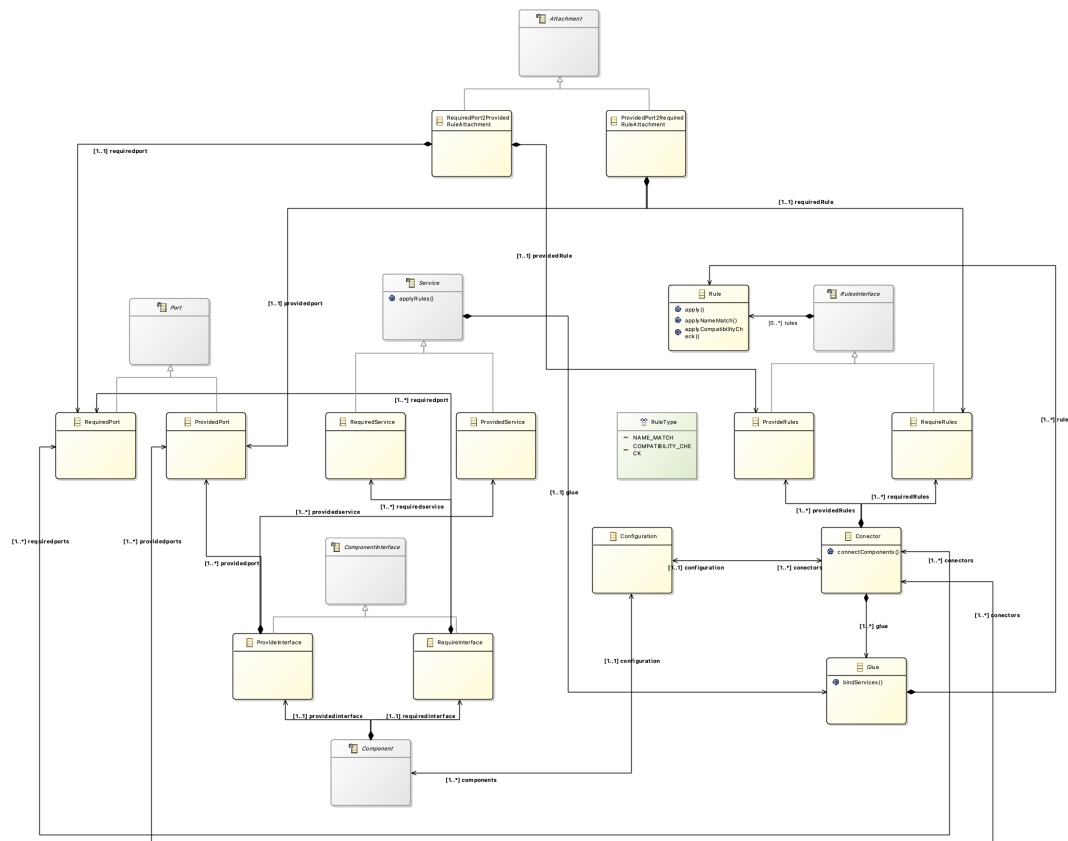 Attachment
RequiredPort2Provided
RuleAttachment
ProvidedPort2Required
RuleAttachment
[1..1] requiredport
[1..1] requiredRule
[1..1] providedRule
Service
applyRules()
Rule
apply()
applyNameMatch()
applyCompatibilityCh
eck()
RulesInterface
[0..*] rules
Port
[1..1] providedport
[1..*] requiredport
RequiredPort
ProvidedPort
RequiredService
ProvidedService
RuleType
NAME_MATCH
COMPATIBILITY_CHE
CK
ProvideRules
RequireRules
[1..*] rule
[1..1] glue
[1..*] requiredRules
[1..*] providedRules
[1..*] requiredservice
[1..*] providedservice
[1..*] requiredports
[1..*] providedports
ComponentInterface
Configuration
Conector
connectComponents()
[1..*] providedport
[1..1] configuration
[1..*] conectors
[1..*] conectors
[1..*] conectors
[1..*] glue
ProvideInterface
RequireInterface
[1..1] configuration
Glue
bindServices()
[1..1] providedinterface
[1..1] requiredinterface
Component
[1..*] components